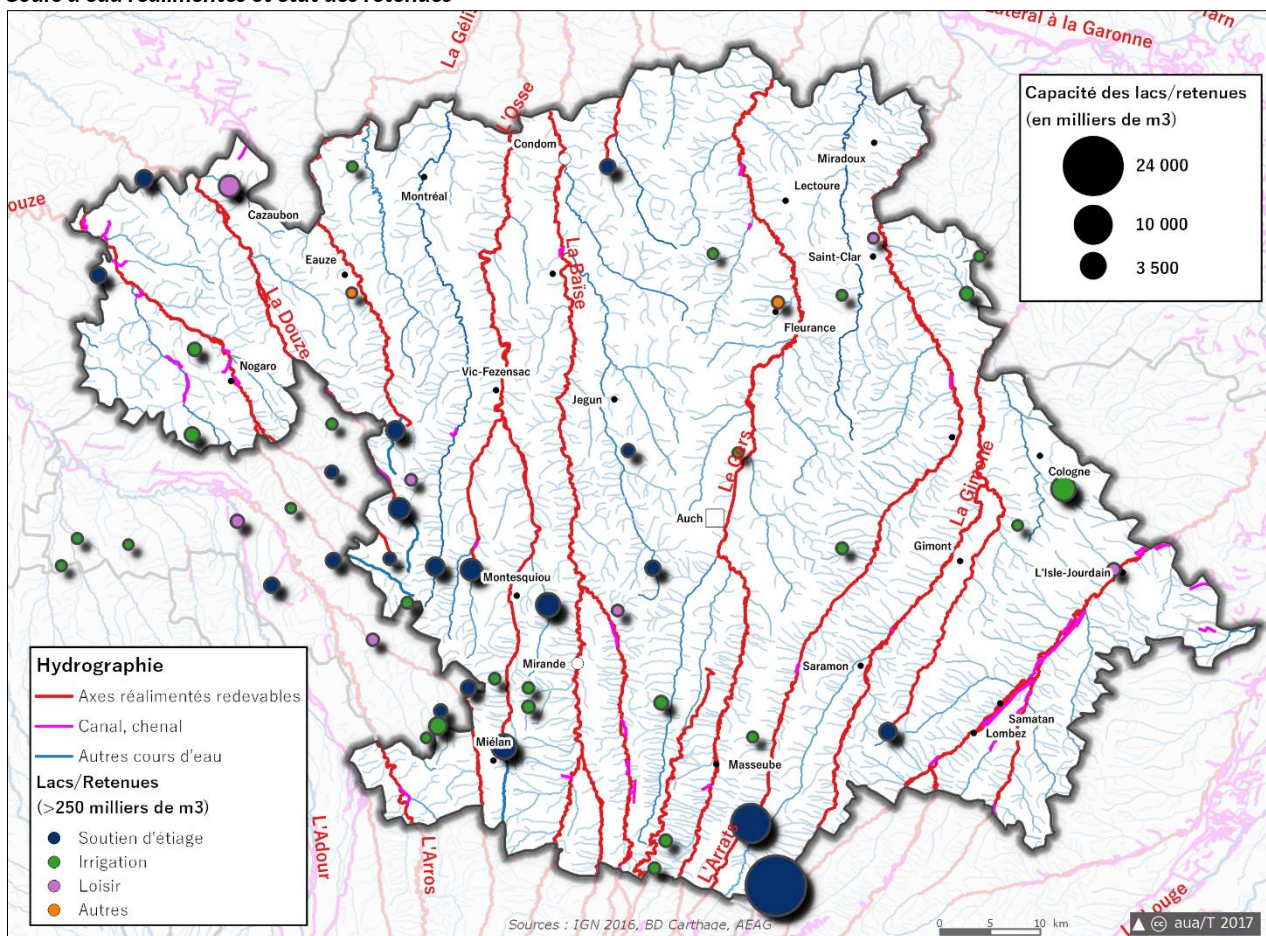 Cours d'eau réalimentés et état des retenues
La Géli
Latéral à la Garonne
Tarn
Capacité des lacs/retenues
(en milliers de m3)
24 000
10 000
3 500
L'Osse
Condom
Miradoux
Montréal
Lectoure
ouze
Cazaubon
La Baïse
Saint-Clar
Eauze
La Douze
Fleurance
Nogaro
Vic-Fezensac
Jegun
Le Gers
La Gimone
Cologne
Auch
Gimont
L'Isle-Jourdain
Montesquiou
Hydrographie
Axes réalimentés redevables
Canal, chenal
Autres cours d'eau
Lacs/Retenues
(>250 milliers de m3)
Soutien d'étiage
Irrigation
Loisir
Autres
Mirande
Saramon
Samatan
Lombez
Miélan
Masseube
L'Adour
L'Arros
L'Arrats
Louge
Sources : IGN 2016, BD Carthage, AEAG
0 5 10 km
cc aua/T 2017